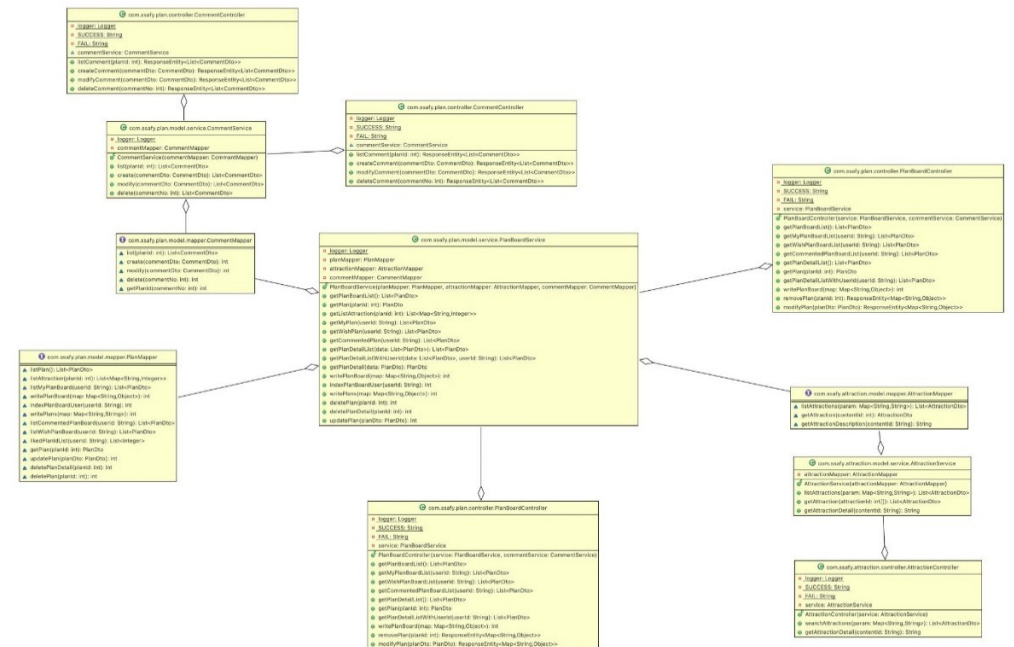 com.ssafy.plan.controller.CommentController
logger: Logger
SUCCESS: String
FAIL: String
commentService: CommentService
listComment(planId: int): ResponseEntity<List<CommentDto>>
createComment(commentDto: CommentDto): ResponseEntity<List<CommentDto>>
modifyComment(commentDto: CommentDto): ResponseEntity<List<CommentDto>>
deleteComment(commentNo: int): ResponseEntity<List<CommentDto>>
com.ssafy.plan.model.service.CommentService
logger: Logger
commentMapper: CommentMapper
CommentService(commentMapper: CommentMapper)
list(planId: int): List<CommentDto>
create(commentDto: CommentDto): List<CommentDto>
modify(commentDto: CommentDto): List<CommentDto>
delete(commentNo: int): List<CommentDto>
com.ssafy.plan.controller.CommentController
logger: Logger
SUCCESS: String
FAIL: String
commentService: CommentService
listComment(planId: int): ResponseEntity<List<CommentDto>>
createComment(commentDto: CommentDto): ResponseEntity<List<CommentDto>>
modifyComment(commentDto: CommentDto): ResponseEntity<List<CommentDto>>
deleteComment(commentNo: int): ResponseEntity<List<CommentDto>>
com.ssafy.plan.model.mapper.CommentMapper
list(planId: int): List<CommentDto>
create(commentDto: CommentDto): int
modify(commentDto: CommentDto): int
delete(commentNo: int): int
getPlanId(commentNo: int): int
com.ssafy.plan.model.service.PlanBoardService
logger: Logger
planMapper: PlanMapper
attractionMapper: AttractionMapper
commentMapper: CommentMapper
PlanBoardService(planMapper: PlanMapper, attractionMapper: AttractionMapper, commentMapper: CommentMapper)
getPlanBoardList(): List<PlanDto>
getPlan(planId: int): PlanDto
getListAttraction(planId: int): List<Map<String,Integer>>
getMyPlan(userId: String): List<PlanDto>
getWishPlan(userId: String): List<PlanDto>
getCommentedPlan(userId: String): List<PlanDto>
getPlanDetailList(data: List<PlanDto>): List<PlanDto>
getPlanDetailListWithUserId(data: List<PlanDto>, userId: String): List<PlanDto>
getPlanDetail(data: PlanDto): PlanDto
writePlanBoard(map: Map<String,Object>): int
indexPlanBoardUser(userId: String): int
writePlans(map: Map<String,Object>): int
deletePlan(planId: int): int
deletePlanDetail(planId: int): int
updatePlan(planDto: PlanDto): int
com.ssafy.plan.controller.PlanBoardController
logger: Logger
SUCCESS: String
FAIL: String
service: PlanBoardService
PlanBoardController(service: PlanBoardService, commentService: CommentService)
getPlanBoardList(): List<PlanDto>
getMyPlanBoardList(userId: String): List<PlanDto>
getWishPlanBoardList(userId: String): List<PlanDto>
getCommentedPlanBoardList(userId: String): List<PlanDto>
getPlanDetailList(): List<PlanDto>
getPlan(planId: int): PlanDto
getPlanDetailListWithUserId(userId: String): List<PlanDto>
writePlanBoard(map: Map<String,Object>): int
removePlan(planId: int): ResponseEntity<Map<String,Object>>
modifyPlan(planDto: PlanDto): ResponseEntity<Map<String,Object>>
com.ssafy.plan.model.mapper.PlanMapper
listPlan(): List<PlanDto>
listAttraction(planId: int): List<Map<String,Integer>>
listMyPlanBoard(userId: String): List<PlanDto>
writePlanBoard(map: Map<String,Object>): int
indexPlanBoardUser(userId: String): int
writePlans(map: Map<String,String>): int
listCommentedPlanBoard(userId: String): List<PlanDto>
listWishPlanBoard(userId: String): List<PlanDto>
likedPlanIdList(userId: String): List<Integer>
getPlan(planId: int): PlanDto
updatePlan(planDto: PlanDto): int
deletePlanDetail(planId: int): int
deletePlan(planId: int): int
com.ssafy.attraction.model.mapper.AttractionMapper
listAttractions(param: Map<String,String>): List<AttractionDto>
getAttraction(contentId: int): AttractionDto
getAttractionDescription(contentId: String): String
com.ssafy.attraction.model.service.AttractionService
attractionMapper: AttractionMapper
AttractionService(attractionMapper: AttractionMapper)
listAttractions(param: Map<String,String>): List<AttractionDto>
getAttraction(attractionId: int[]): List<AttractionDto>
getAttractionDetail(contentId: String): String
com.ssafy.attraction.controller.AttractionController
logger: Logger
SUCCESS: String
FAIL: String
service: AttractionService
AttractionController(service: AttractionService)
searchAttractions(param: Map<String,String>): List<AttractionDto>
getAttractionDetail(contentId: String): String
com.ssafy.plan.controller.PlanBoardController
logger: Logger
SUCCESS: String
FAIL: String
service: PlanBoardService
PlanBoardController(service: PlanBoardService, commentService: CommentService)
getPlanBoardList(): List<PlanDto>
getMyPlanBoardList(userId: String): List<PlanDto>
getWishPlanBoardList(userId: String): List<PlanDto>
getCommentedPlanBoardList(userId: String): List<PlanDto>
getPlanDetailList(): List<PlanDto>
getPlan(planId: int): PlanDto
getPlanDetailListWithUserId(userId: String): List<PlanDto>
writePlanBoard(map: Map<String,Object>): int
removePlan(planId: int): ResponseEntity<Map<String,Object>>
modifyPlan(planDto: PlanDto): ResponseEntity<Map<String,Object>>